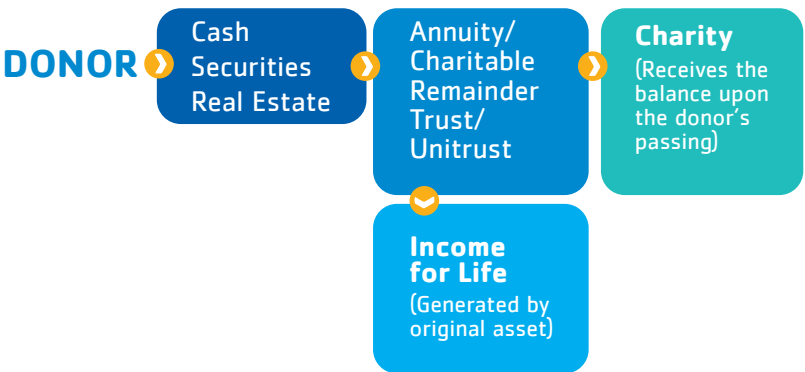 DONOR
Cash
Securities
Real Estate
Annuity/
Charitable
Remainder
Trust/
Unitrust
Charity
(Receives the
balance upon
the donor's
passing)
Income
for Life
(Generated by
original asset)